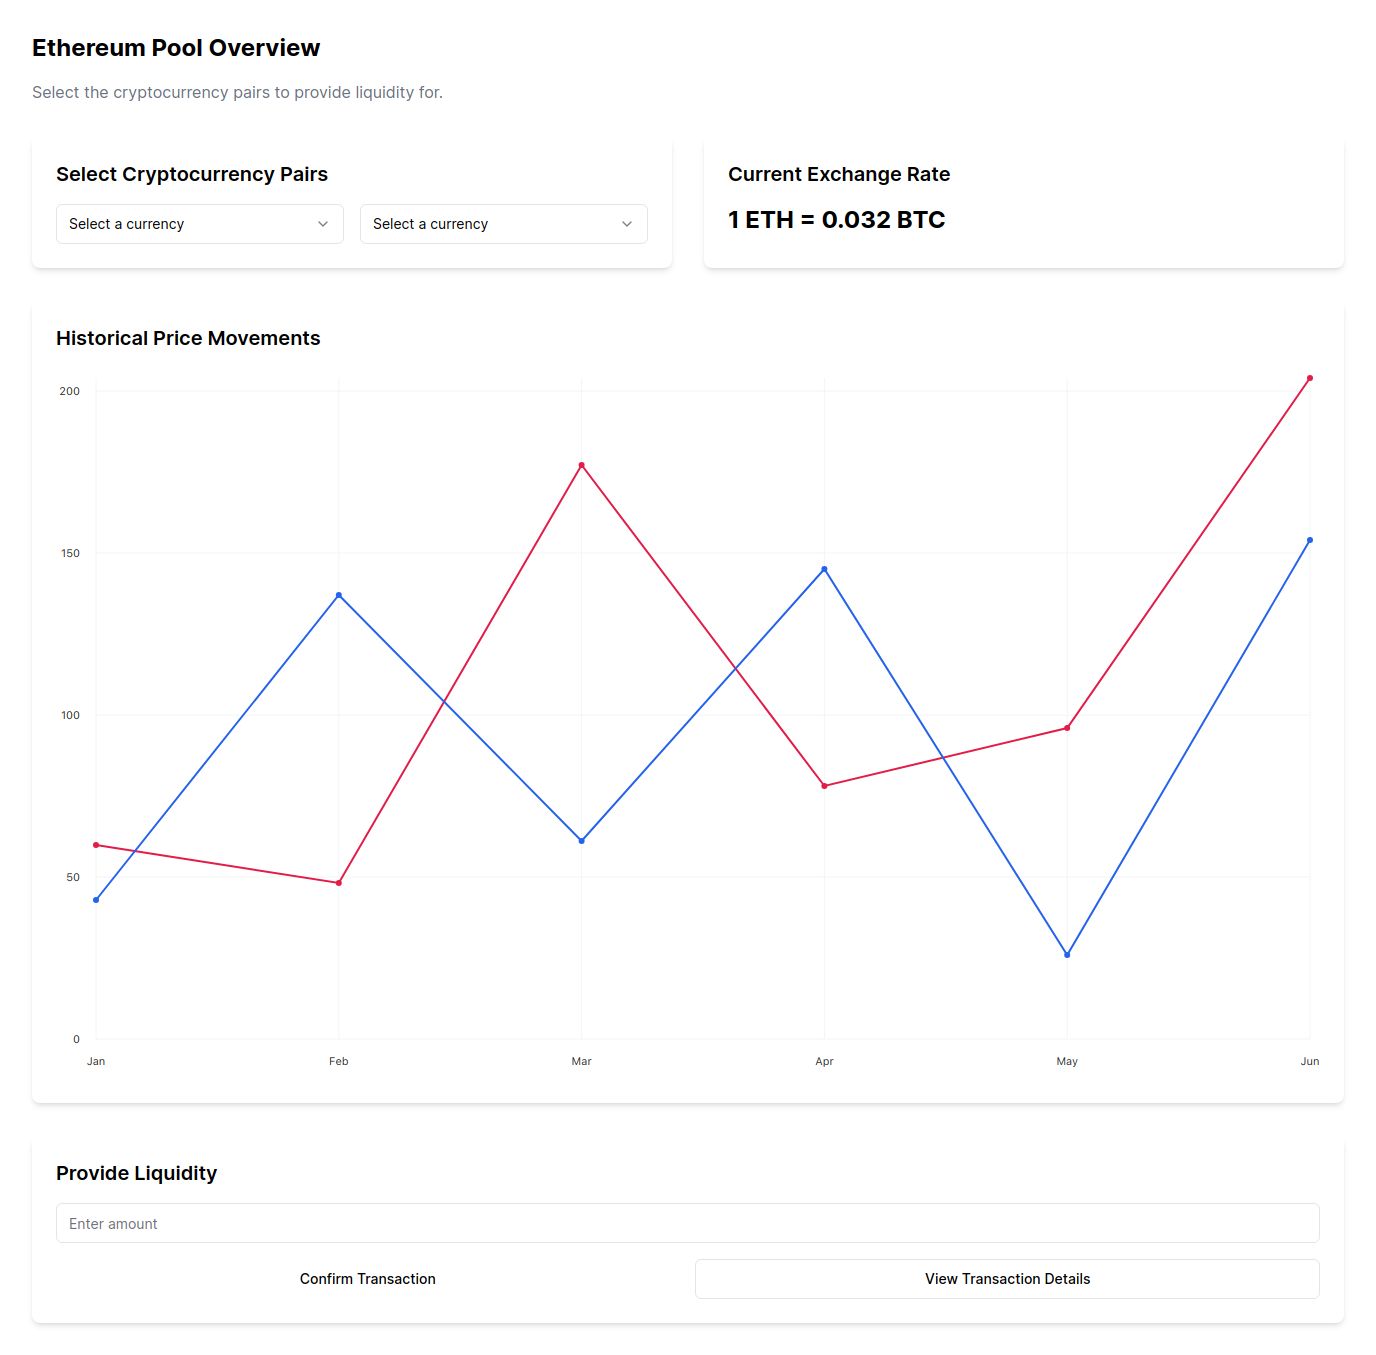 Ethereum Pool Overview
Select the cryptocurrency pairs to provide liquidity for.
Select Cryptocurrency Pairs
Select a currency
Select a currency
Current Exchange Rate
1 ETH = 0.032 BTC
Historical Price Movements
200
150
100
50
0
Jan
Feb
Mar
Apr
May
Jun
Provide Liquidity
Enter amount
Confirm Transaction
View Transaction Details